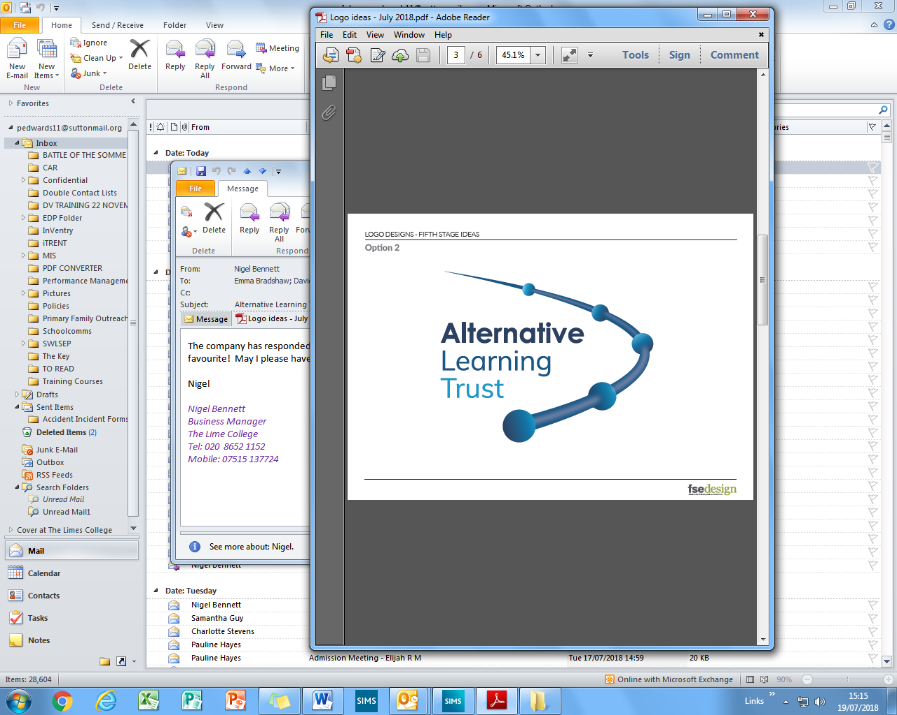 File
Home
Send / Receive
Folder
View
New
E-mail
New
Items
New
Ignore
Clean Up
Junk
Delete
Delete
Reply
Reply
All
Forward
Meeting
More
Respond
Favorites
pedwards11@suttonmail.org
Inbox
BATTLE OF THE SOMME
CAR
Confidential
Double Contact Lists
DV TRAINING 22 NOVEM
EDP Folder
InVentry
iTRENT
MIS
PDF CONVERTER
Performance Manageme
Pictures
Policies
Primary Family Outreach
Schoolcomms
SWLSEP
The Key
TO READ
Training Courses
Drafts
Sent Items
Accident Incident Forms
Deleted Items (2)
Junk E-Mail
Outbox
RSS Feeds
Search Folders
Unread Mail
Unread Mail1
Cover at The Limes College
Mail
Calendar
Contacts
Tasks
Notes
From
Date: Today
File
Message
Delete
Delete
Reply
Reply
All
Respond
From: Nigel Bennett
To: Emma Bradshaw; Davi
Cc:
Subject: Alternative Learning
Message
Logo ideas - July
The company has responded
favourite! May I please have
Nigel
Nigel Bennett
Business Manager
The Lime College
Tel: 020 8652 1152
Mobile: 07515 137724
See more about: Nigel.
Nigel Bennett
Date: Tuesday
Nigel Bennett
Samantha Guy
Charlotte Stevens
Pauline Hayes
Pauline Hayes Admission Meeting - Elijah R M Tue 17/07/2018 14:59 20 KB
Logo ideas - July 2018.pdf - Adobe Reader
File Edit View Window Help
3 / 6 45.1% Tools Sign Comment
LOGO DESIGNS - FIFTH STAGE IDEAS
Option 2
Alternative
Learning
Trust
fsedesign
Items: 28,604
Online with Microsoft Exchange
90%
SIMS
SIMS
Links
15:15
19/07/2018